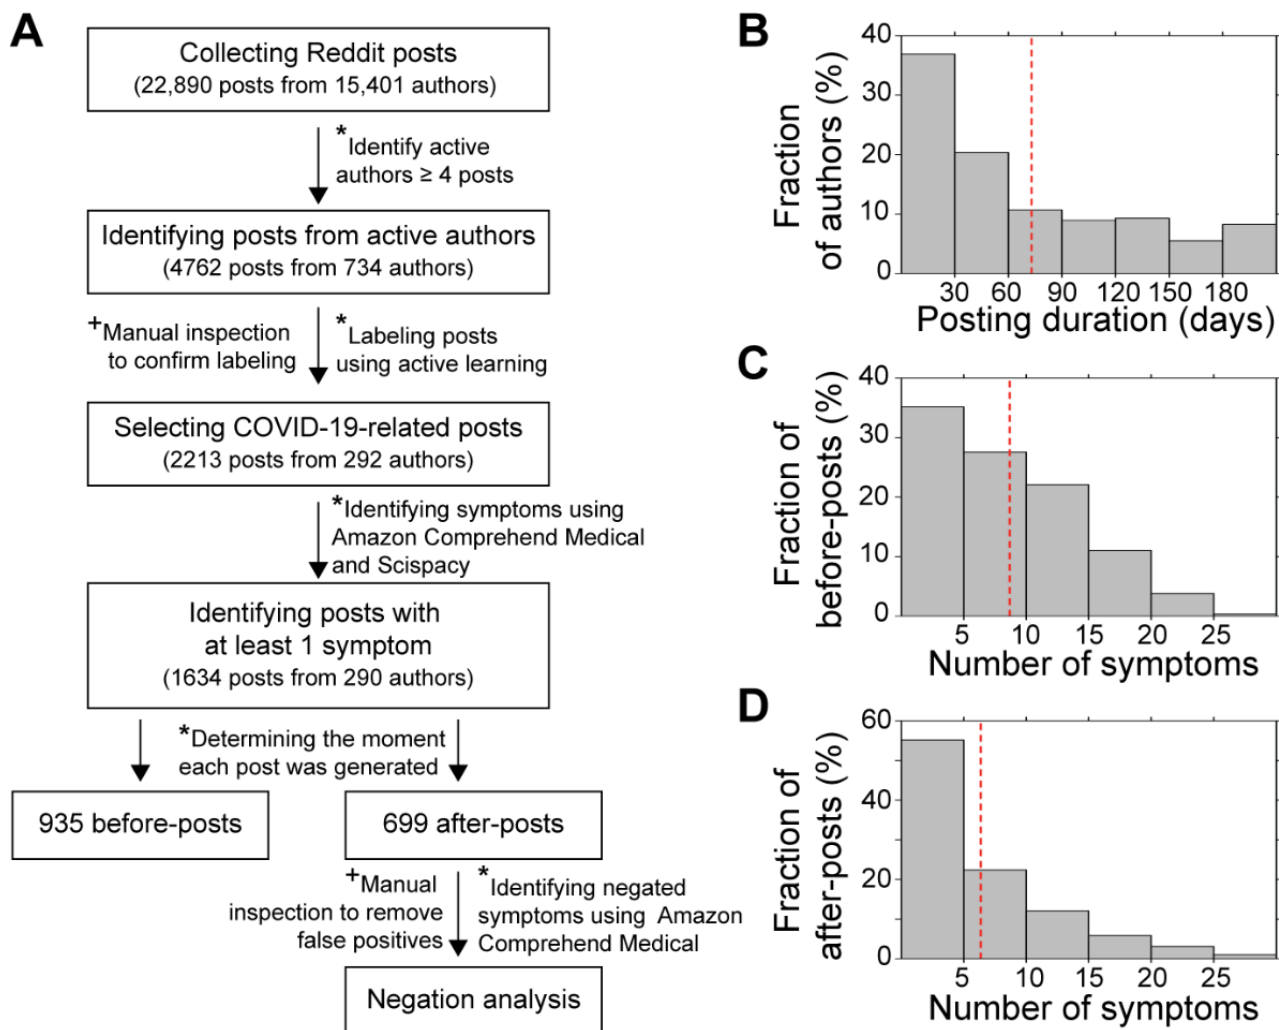 A
Collecting Reddit posts
(22,890 posts from 15,401 authors)
*Identify active
authors ≥ 4 posts
Identifying posts from active authors
(4762 posts from 734 authors)
+Manual inspection
to confirm labeling
*Labeling posts
using active learning
Selecting COVID-19-related posts
(2213 posts from 292 authors)
*Identifying symptoms using
Amazon Comprehend Medical
and Scispacy
Identifying posts with
at least 1 symptom
(1634 posts from 290 authors)
*Determining the moment
each post was generated
935 before-posts
699 after-posts
+Manual
inspection to remove
false positives
*Identifying negated
symptoms using Amazon
Comprehend Medical
Negation analysis
B
Fraction
of authors (%)
40
30
20
10
0
30 60 90 120 150 180
Posting duration (days)
C
Fraction of
before-posts (%)
40
30
20
10
0
5 10 15 20 25
Number of symptoms
D
Fraction of
after-posts (%)
60
40
20
0
5 10 15 20 25
Number of symptoms